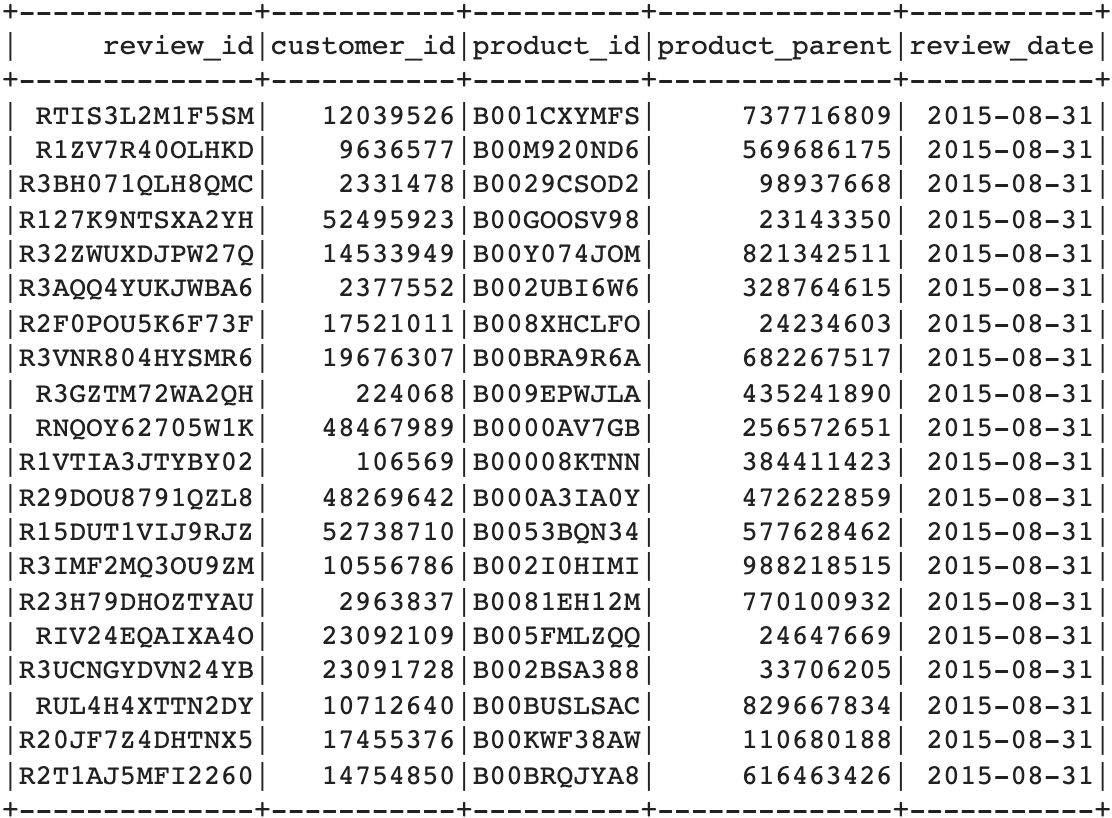 +--------------+-----------+----------+--------------+-----------+
|     review_id|customer_id|product_id|product_parent|review_date|
+--------------+-----------+----------+--------------+-----------+
| RTIS3L2M1F5SM|   12039526|B001CXYMFS|     737716809| 2015-08-31|
| R1ZV7R40OLHKD|    9636577|B00M920ND6|     569686175| 2015-08-31|
|R3BH071QLH8QMC|    2331478|B0029CSOD2|      98937668| 2015-08-31|
|R127K9NTSXA2YH|   52495923|B00GOOSV98|      23143350| 2015-08-31|
|R32ZWUXDJPW27Q|   14533949|B00Y074JOM|     821342511| 2015-08-31|
|R3AQQ4YUKJWBA6|    2377552|B002UBI6W6|     328764615| 2015-08-31|
|R2F0POU5K6F73F|   17521011|B008XHCLFO|      24234603| 2015-08-31|
|R3VNR804HYSMR6|   19676307|B00BRA9R6A|     682267517| 2015-08-31|
| R3GZTM72WA2QH|     224068|B009EPWJLA|     435241890| 2015-08-31|
| RNQOY62705W1K|   48467989|B0000AV7GB|     256572651| 2015-08-31|
|R1VTIA3JTYBY02|     106569|B00008KTNN|     384411423| 2015-08-31|
|R29DOU8791QZL8|   48269642|B000A3IA0Y|     472622859| 2015-08-31|
|R15DUT1VIJ9RJZ|   52738710|B0053BQN34|     577628462| 2015-08-31|
|R3IMF2MQ3OU9ZM|   10556786|B002I0HIMI|     988218515| 2015-08-31|
|R23H79DHOZTYAU|    2963837|B0081EH12M|     770100932| 2015-08-31|
| RIV24EQAIXA4O|   23092109|B005FMLZQQ|      24647669| 2015-08-31|
|R3UCNGYDVN24YB|   23091728|B002BSA388|      33706205| 2015-08-31|
| RUL4H4XTTN2DY|   10712640|B00BUSLSAC|     829667834| 2015-08-31|
|R20JF7Z4DHTNX5|   17455376|B00KWF38AW|     110680188| 2015-08-31|
|R2T1AJ5MFI2260|   14754850|B00BRQJYA8|     616463426| 2015-08-31|
+--------------+-----------+----------+--------------+-----------+